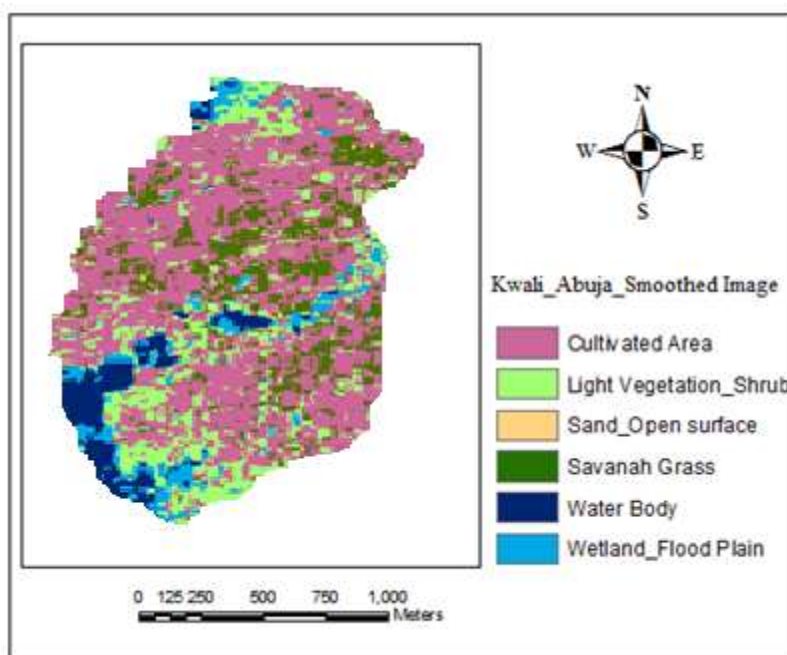 N
W E
S
Kwali_Abuja_Smoothed Image
Cultivated Area
Light Vegetation_Shrub
Sand_Open surface
Savanah Grass
Water Body
Wetland_Flood Plain
0 125 250 500 750 1,000
Meters